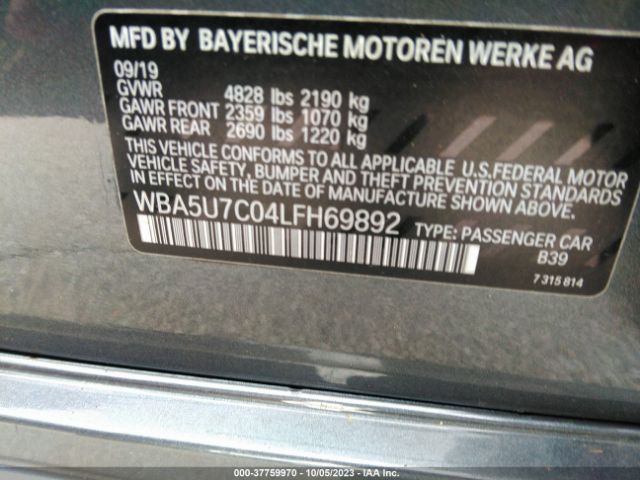 MFD BY BAYERISCHE MOTOREN WERKE AG
09/19
GVWR 4828 lbs 2190 kg
GAWR FRONT 2359 lbs 1070 kg
GAWR REAR 2690 lbs 1220 kg
THIS VEHICLE CONFORMS TO ALL APPLICABLE U.S.FEDERAL MOTOR
VEHICLE SAFETY, BUMPER AND THEFT PREVENTION STANDARDS
IN EFFECT ON THE DATE OF MANUFACTURE SHOWN ABOVE.
WBA5U7C04LFH69892 TYPE: PASSENGER CAR
B39
7 315 814
000-37759970 - 10/05/2023 - IAA Inc.